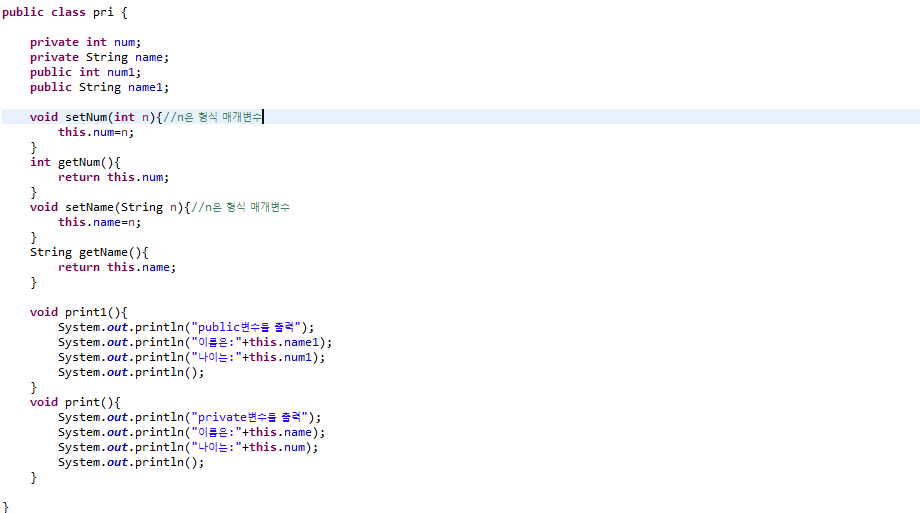 public class pri {
private int num;
private String name;
public int num1;
public String name1;
void setNum(int n){//n은 형식 매개변수
this.num=n;
}
int getNum(){
return this.num;
}
void setName(String n){//n은 형식 매개변수
this.name=n;
}
String getName(){
return this.name;
}
void print1(){
System.out.println("public변수들 출력");
System.out.println("이름은:"+this.name1);
System.out.println("나이는:"+this.num1);
System.out.println();
}
void print(){
System.out.println("private변수들 출력");
System.out.println("이름은:"+this.name);
System.out.println("나이는:"+this.num);
System.out.println();
}
}